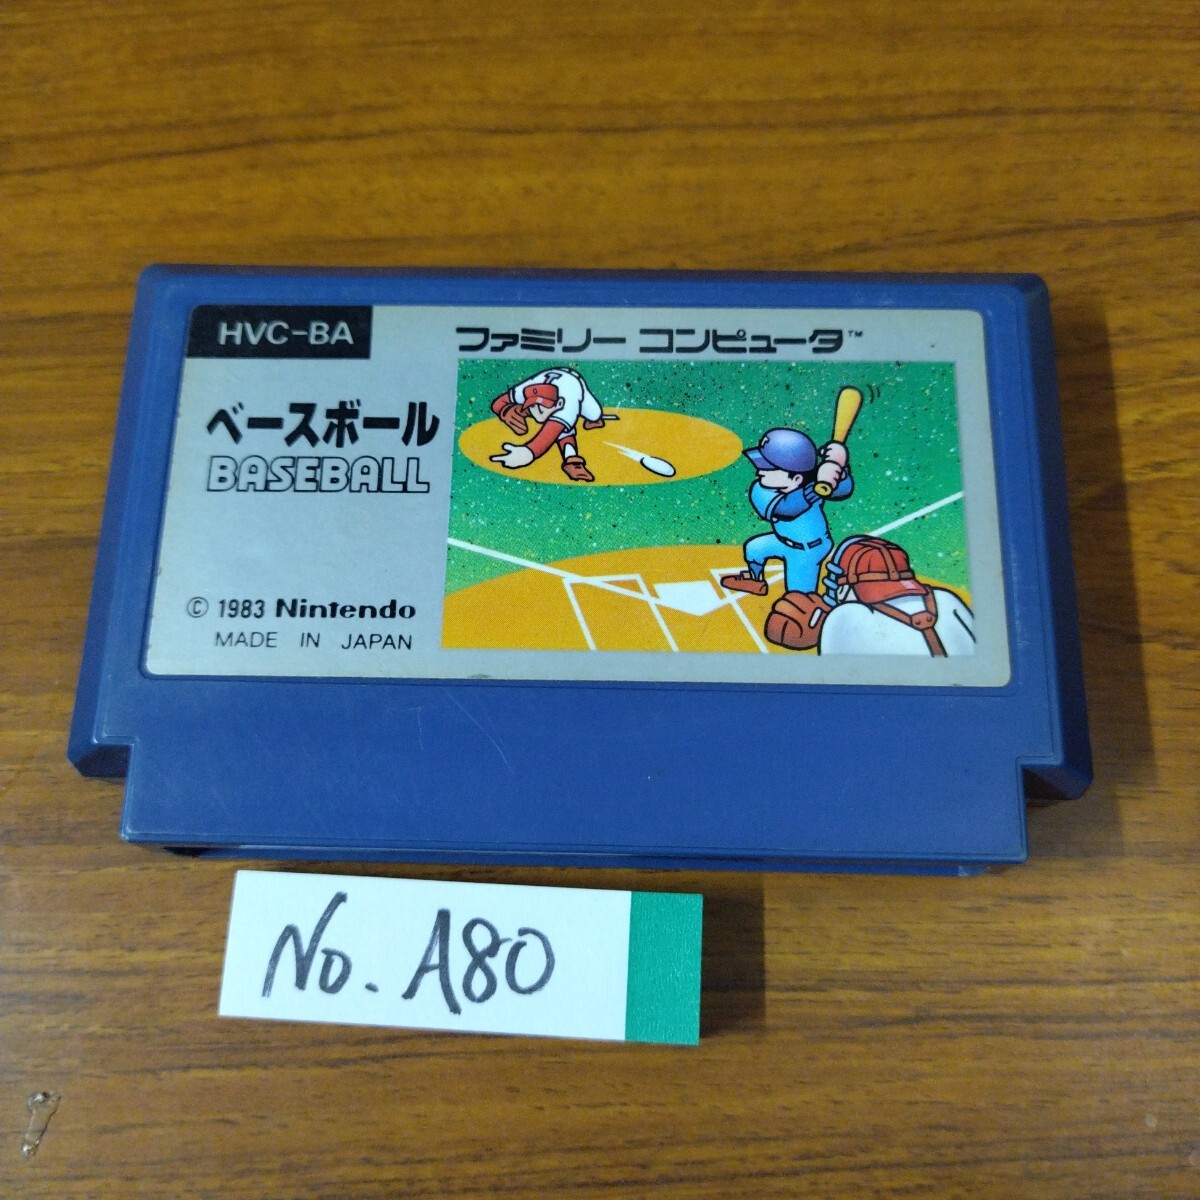 HVC-BA
ファミリー コンピュータ™
ベースボール
BASEBALL
© 1983 Nintendo
MADE IN JAPAN
No. A80